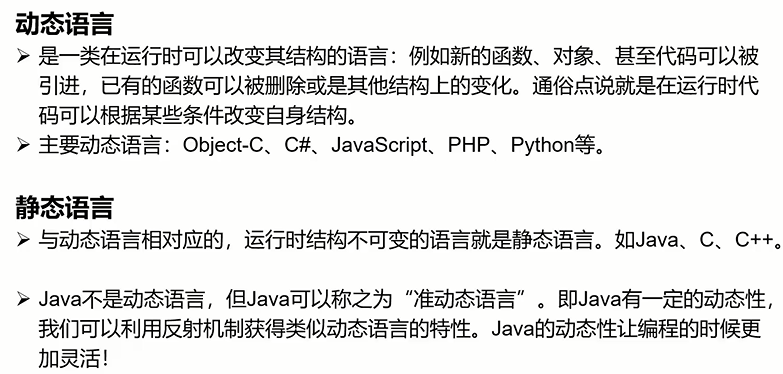 动态语言
➢ 是一类在运行时可以改变其结构的语言：例如新的函数、对象、甚至代码可以被
引进，已有的函数可以被删除或是其他结构上的变化。通俗点说就是在运行时代
码可以根据某些条件改变自身结构。
➢ 主要动态语言：Object-C、C#、JavaScript、PHP、Python等。
静态语言
➢ 与动态语言相对应的，运行时结构不可变的语言就是静态语言。如Java、C、C++。
➢ Java不是动态语言，但Java可以称之为“准动态语言”。即Java有一定的动态性，
我们可以利用反射机制获得类似动态语言的特性。Java的动态性让编程的时候更
加灵活！